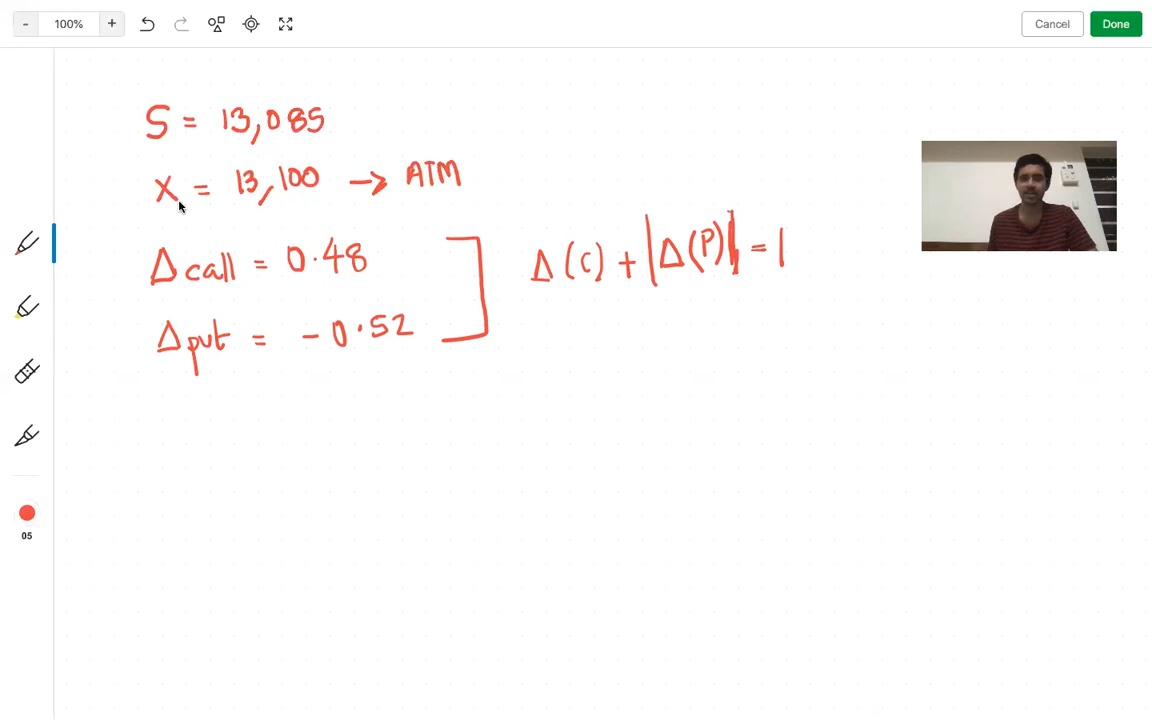 - 100% + Cancel Done
S = 13,085
X = 13,100 → ATM
Δcall = 0.48
Δput = -0.52
Δ(C) + |Δ(P)| = 1
05